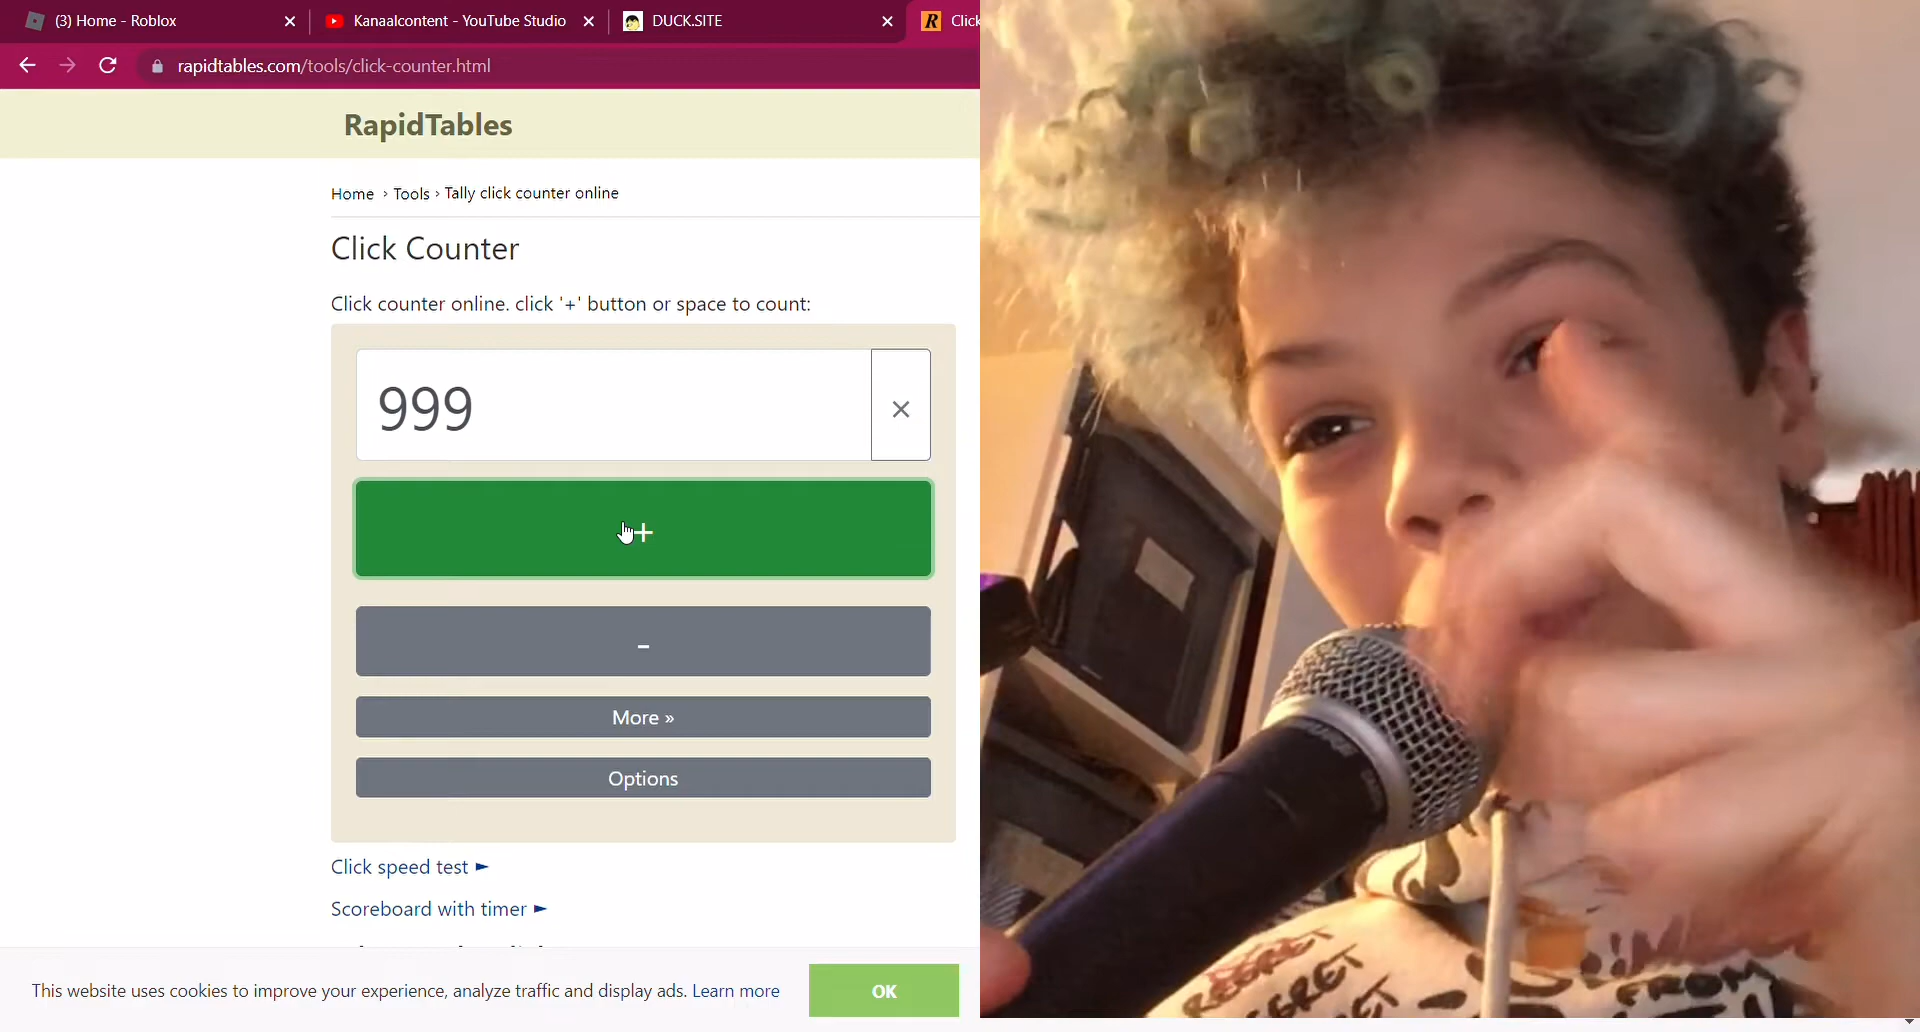 (3) Home - Roblox
Kanaalcontent - YouTube Studio
DUCK.SITE
R Click
rapidtables.com/tools/click-counter.html
RapidTables
Home › Tools › Tally click counter online
Click Counter
Click counter online. click '+' button or space to count:
999
+
-
More »
Options
Click speed test ►
Scoreboard with timer ►
This website uses cookies to improve your experience, analyze traffic and display ads. Learn more
OK